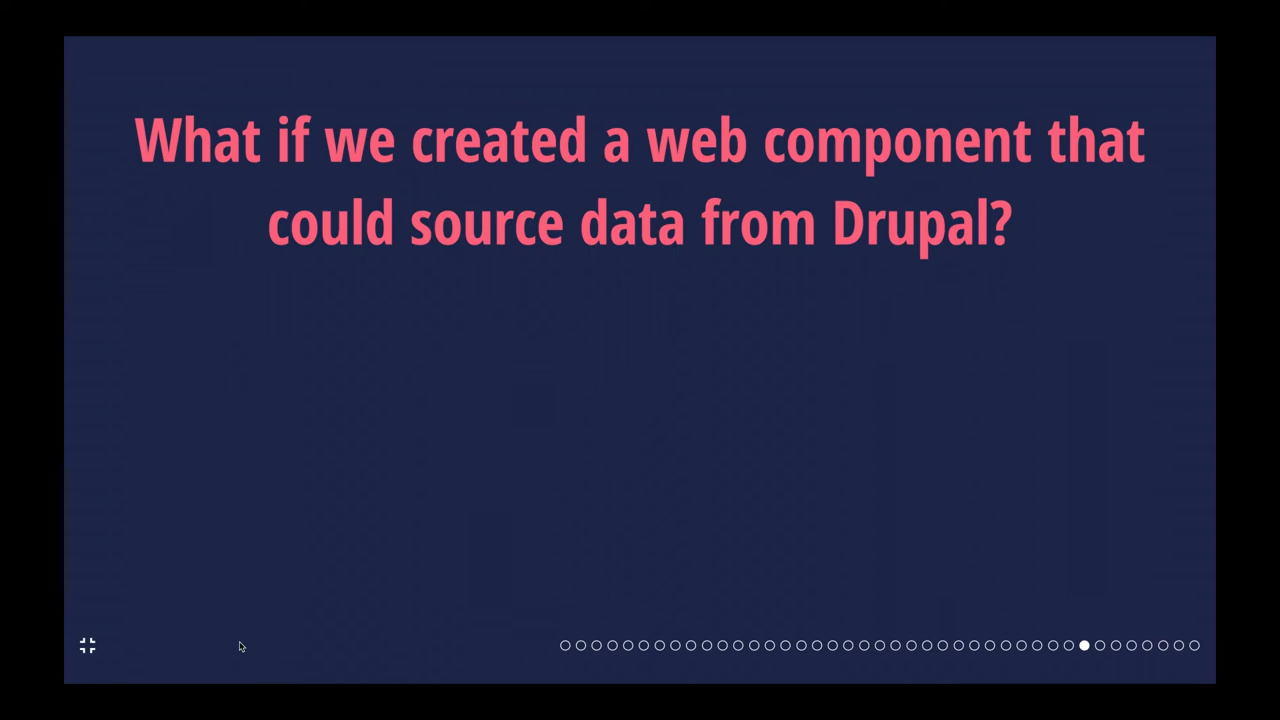 What if we created a web component that
could source data from Drupal?